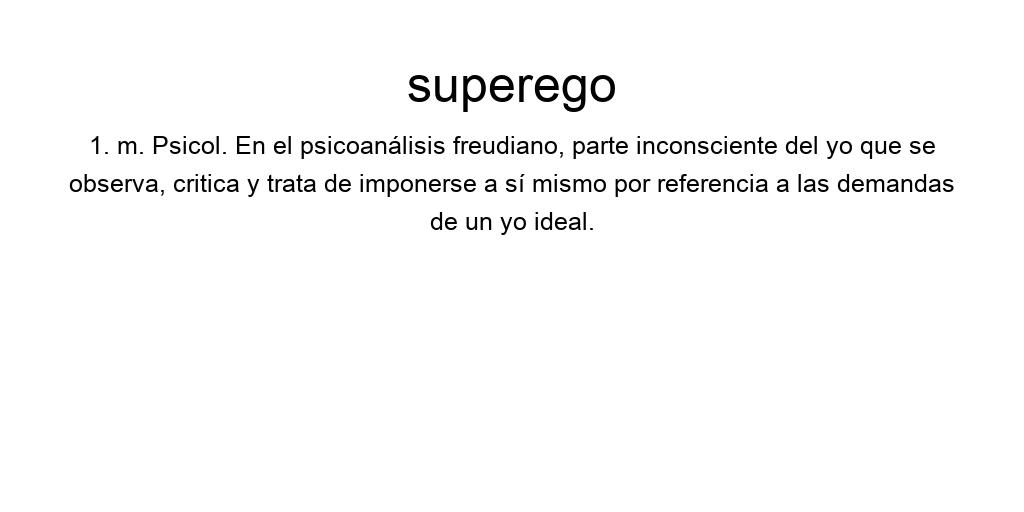 superego
1. m. Psicol. En el psicoanálisis freudiano, parte inconsciente del yo que se
observa, critica y trata de imponerse a sí mismo por referencia a las demandas
de un yo ideal.